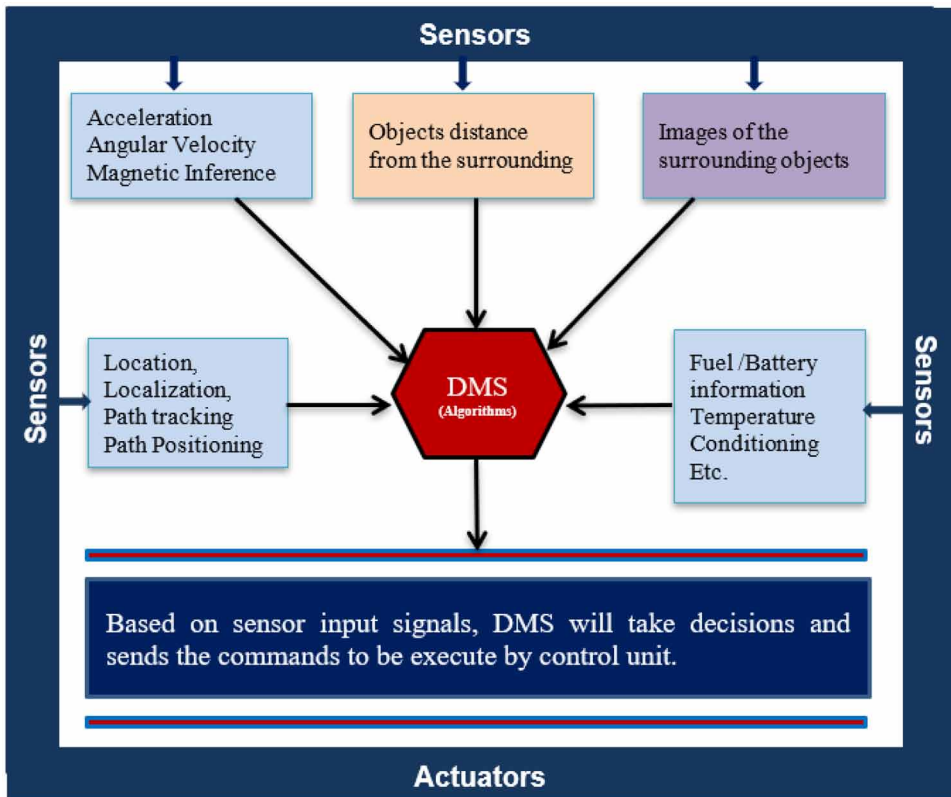 Sensors
Acceleration
Angular Velocity
Magnetic Inference
Objects distance
from the surrounding
Images of the
surrounding objects
Sensors
Location,
Localization,
Path tracking
Path Positioning
DMS
(Algorithms)
Fuel /Battery
information
Temperature
Conditioning
Etc.
Sensors
Based on sensor input signals, DMS will take decisions and
sends the commands to be execute by control unit.
Actuators